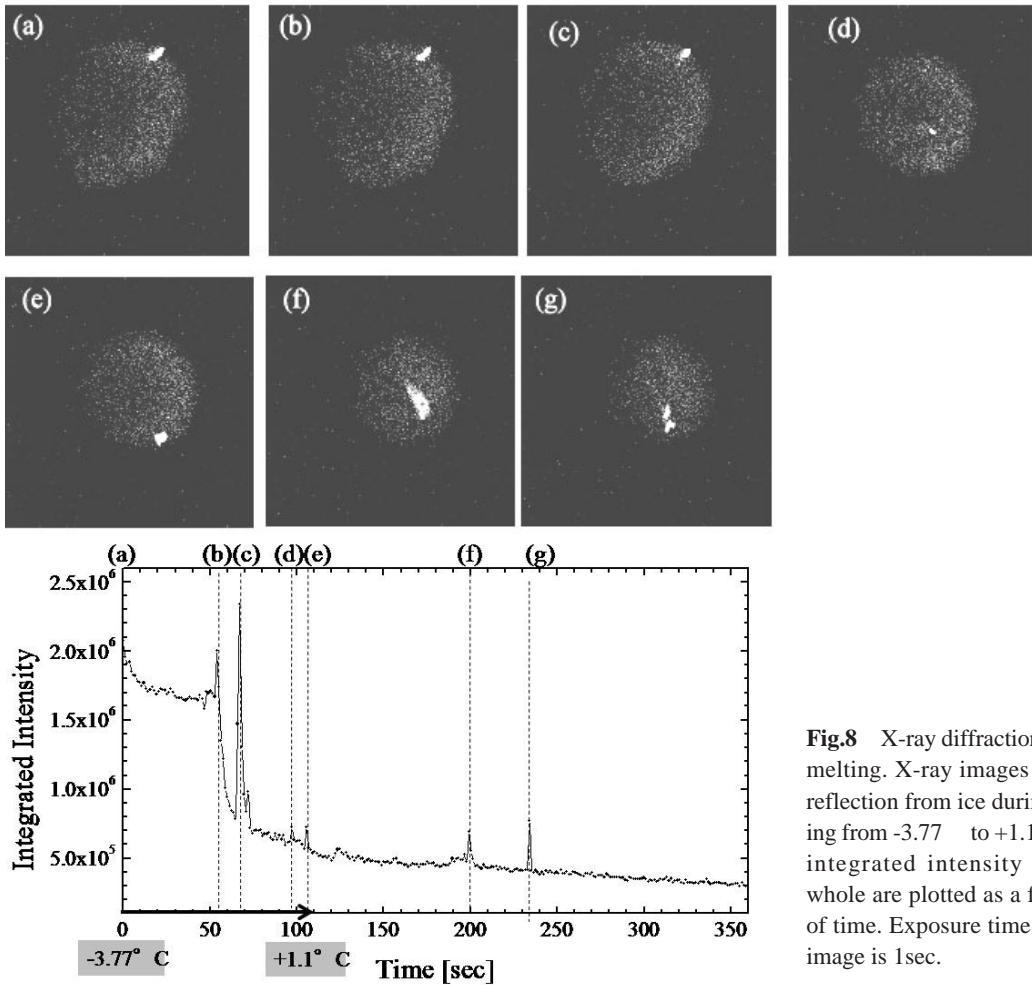 (a)
(b)
(c)
(d)
(e)
(f)
(g)
(a) (b) (c) (d) (e) (f) (g)
2.5x10⁶
2.0x10⁶
1.5x10⁶
1.0x10⁶
5.0x10⁵
Integrated Intensity
0 50 100 150 200 250 300 350
-3.77° C +1.1° C
Time [sec]
Fig.8 X-ray diffraction
melting. X-ray images
reflection from ice
ing from -3.77 to +1.1
integrated intensity
whole are plotted as a
of time. Exposure time
image is 1sec.